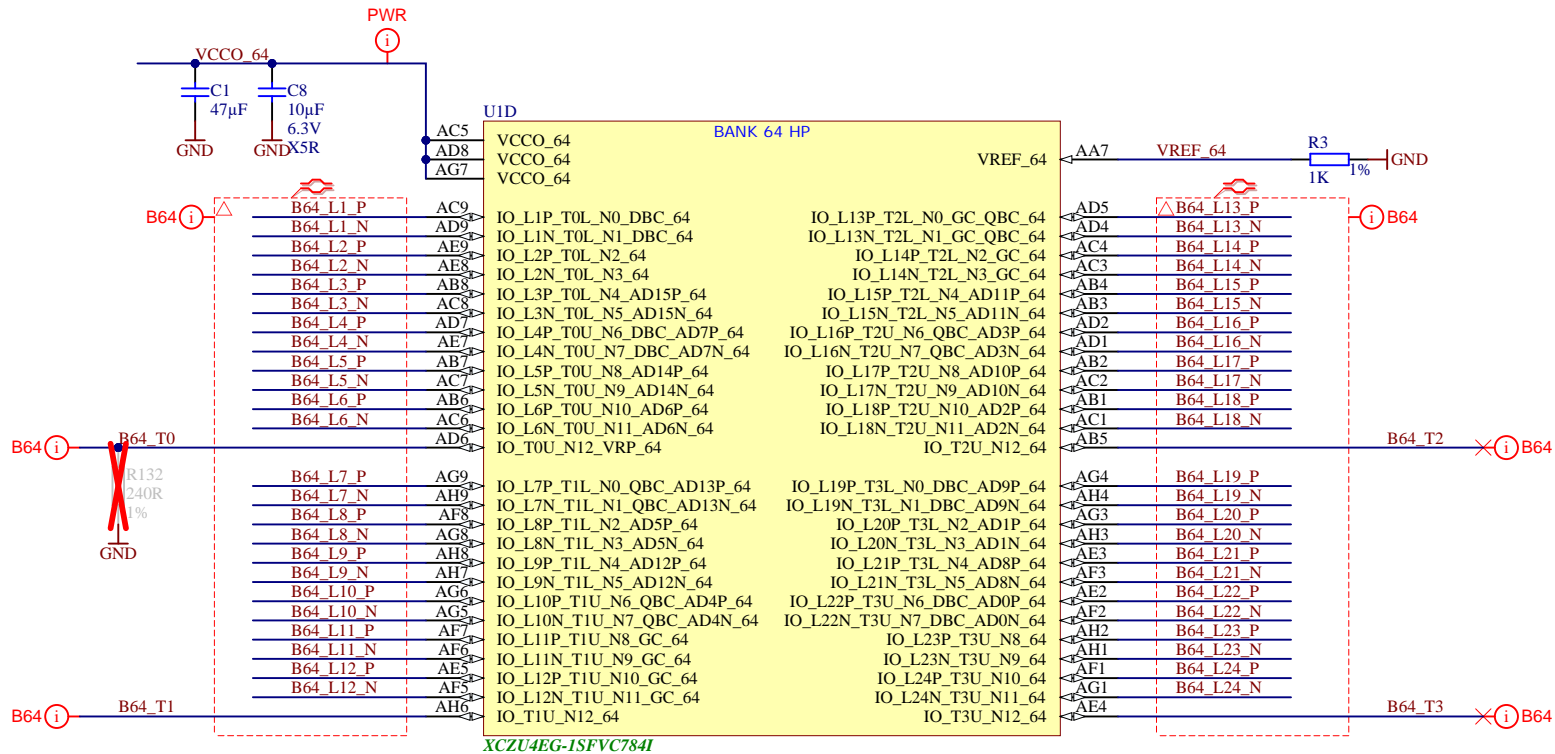 PWR
i
VCCO_64
C1
47µF
C8
10µF
6.3V
X5R
GND
GND
U1D
BANK 64 HP
AC5 VCCO_64
AD8 VCCO_64
AG7 VCCO_64
VREF_64 AA7 VREF_64
R3
1K
1%
GND
B64 i
B64_L1_P AC9 IO_L1P_T0L_N0_DBC_64
B64_L1_N AD9 IO_L1N_T0L_N1_DBC_64
B64_L2_P AE9 IO_L2P_T0L_N2_64
B64_L2_N AE8 IO_L2N_T0L_N3_64
B64_L3_P AB8 IO_L3P_T0L_N4_AD15P_64
B64_L3_N AC8 IO_L3N_T0L_N5_AD15N_64
B64_L4_P AD7 IO_L4P_T0U_N6_DBC_AD7P_64
B64_L4_N AE7 IO_L4N_T0U_N7_DBC_AD7N_64
B64_L5_P AB7 IO_L5P_T0U_N8_AD14P_64
B64_L5_N AC7 IO_L5N_T0U_N9_AD14N_64
B64_L6_P AB6 IO_L6P_T0U_N10_AD6P_64
B64_L6_N AC6 IO_L6N_T0U_N11_AD6N_64
B64 i B64_T0 AD6 IO_T0U_N12_VRP_64
R132
240R
1%
GND
B64_L7_P AG9 IO_L7P_T1L_N0_QBC_AD13P_64
B64_L7_N AH9 IO_L7N_T1L_N1_QBC_AD13N_64
B64_L8_P AF8 IO_L8P_T1L_N2_AD5P_64
B64_L8_N AG8 IO_L8N_T1L_N3_AD5N_64
B64_L9_P AH8 IO_L9P_T1L_N4_AD12P_64
B64_L9_N AH7 IO_L9N_T1L_N5_AD12N_64
B64_L10_P AG6 IO_L10P_T1U_N6_QBC_AD4P_64
B64_L10_N AG5 IO_L10N_T1U_N7_QBC_AD4N_64
B64_L11_P AF7 IO_L11P_T1U_N8_GC_64
B64_L11_N AF6 IO_L11N_T1U_N9_GC_64
B64_L12_P AE5 IO_L12P_T1U_N10_GC_64
B64_L12_N AF5 IO_L12N_T1U_N11_GC_64
B64 i B64_T1 AH6 IO_T1U_N12_64
IO_L13P_T2L_N0_GC_QBC_64 AD5 B64_L13_P
i B64
IO_L13N_T2L_N1_GC_QBC_64 AD4 B64_L13_N
IO_L14P_T2L_N2_GC_64 AC4 B64_L14_P
IO_L14N_T2L_N3_GC_64 AC3 B64_L14_N
IO_L15P_T2L_N4_AD11P_64 AB4 B64_L15_P
IO_L15N_T2L_N5_AD11N_64 AB3 B64_L15_N
IO_L16P_T2U_N6_QBC_AD3P_64 AD2 B64_L16_P
IO_L16N_T2U_N7_QBC_AD3N_64 AD1 B64_L16_N
IO_L17P_T2U_N8_AD10P_64 AB2 B64_L17_P
IO_L17N_T2U_N9_AD10N_64 AC2 B64_L17_N
IO_L18P_T2U_N10_AD2P_64 AB1 B64_L18_P
IO_L18N_T2U_N11_AD2N_64 AC1 B64_L18_N
IO_T2U_N12_64 AB5 B64_T2 i B64
IO_L19P_T3L_N0_DBC_AD9P_64 AG4 B64_L19_P
IO_L19N_T3L_N1_DBC_AD9N_64 AH4 B64_L19_N
IO_L20P_T3L_N2_AD1P_64 AG3 B64_L20_P
IO_L20N_T3L_N3_AD1N_64 AH3 B64_L20_N
IO_L21P_T3L_N4_AD8P_64 AE3 B64_L21_P
IO_L21N_T3L_N5_AD8N_64 AF3 B64_L21_N
IO_L22P_T3U_N6_DBC_AD0P_64 AE2 B64_L22_P
IO_L22N_T3U_N7_DBC_AD0N_64 AF2 B64_L22_N
IO_L23P_T3U_N8_64 AH2 B64_L23_P
IO_L23N_T3U_N9_64 AH1 B64_L23_N
IO_L24P_T3U_N10_64 AF1 B64_L24_P
IO_L24N_T3U_N11_64 AG1 B64_L24_N
IO_T3U_N12_64 AE4 B64_T3 i B64
XCZU4EG-1SFVC784I